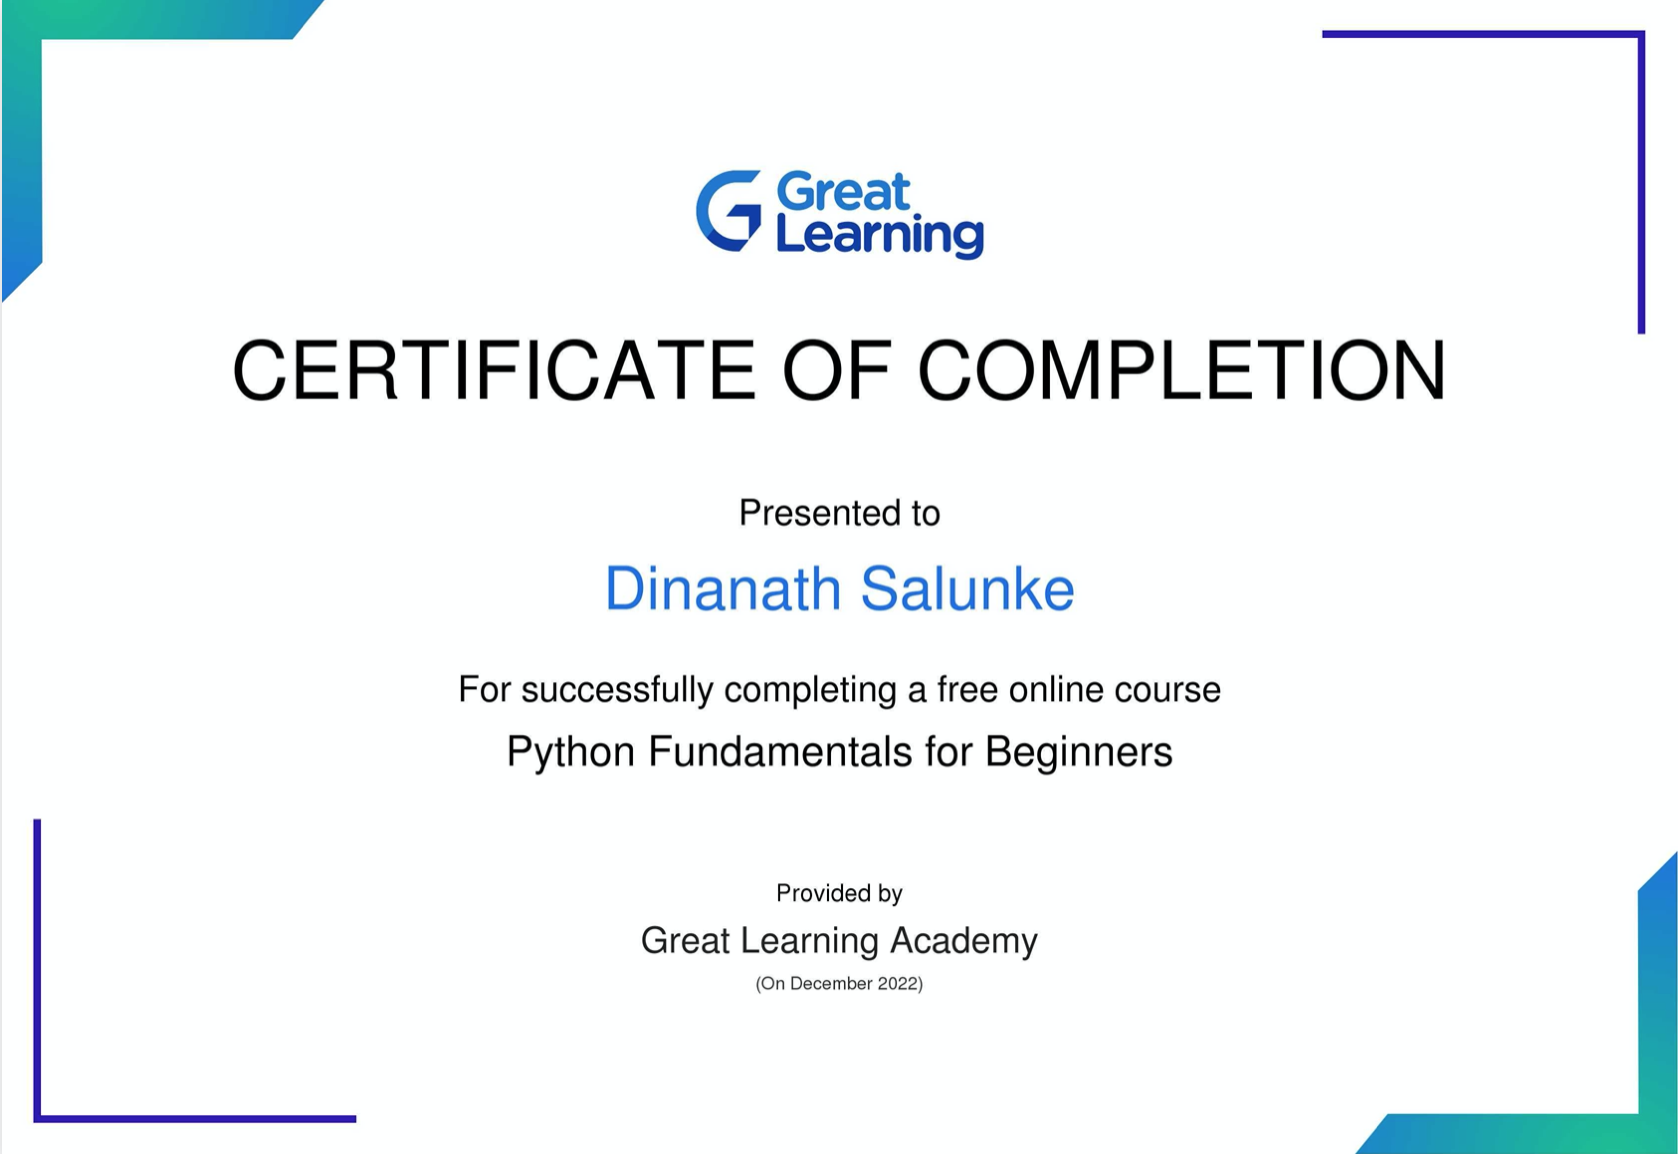 Great
Learning
CERTIFICATE OF COMPLETION
Presented to
Dinanath Salunke
For successfully completing a free online course
Python Fundamentals for Beginners
Provided by
Great Learning Academy
(On December 2022)